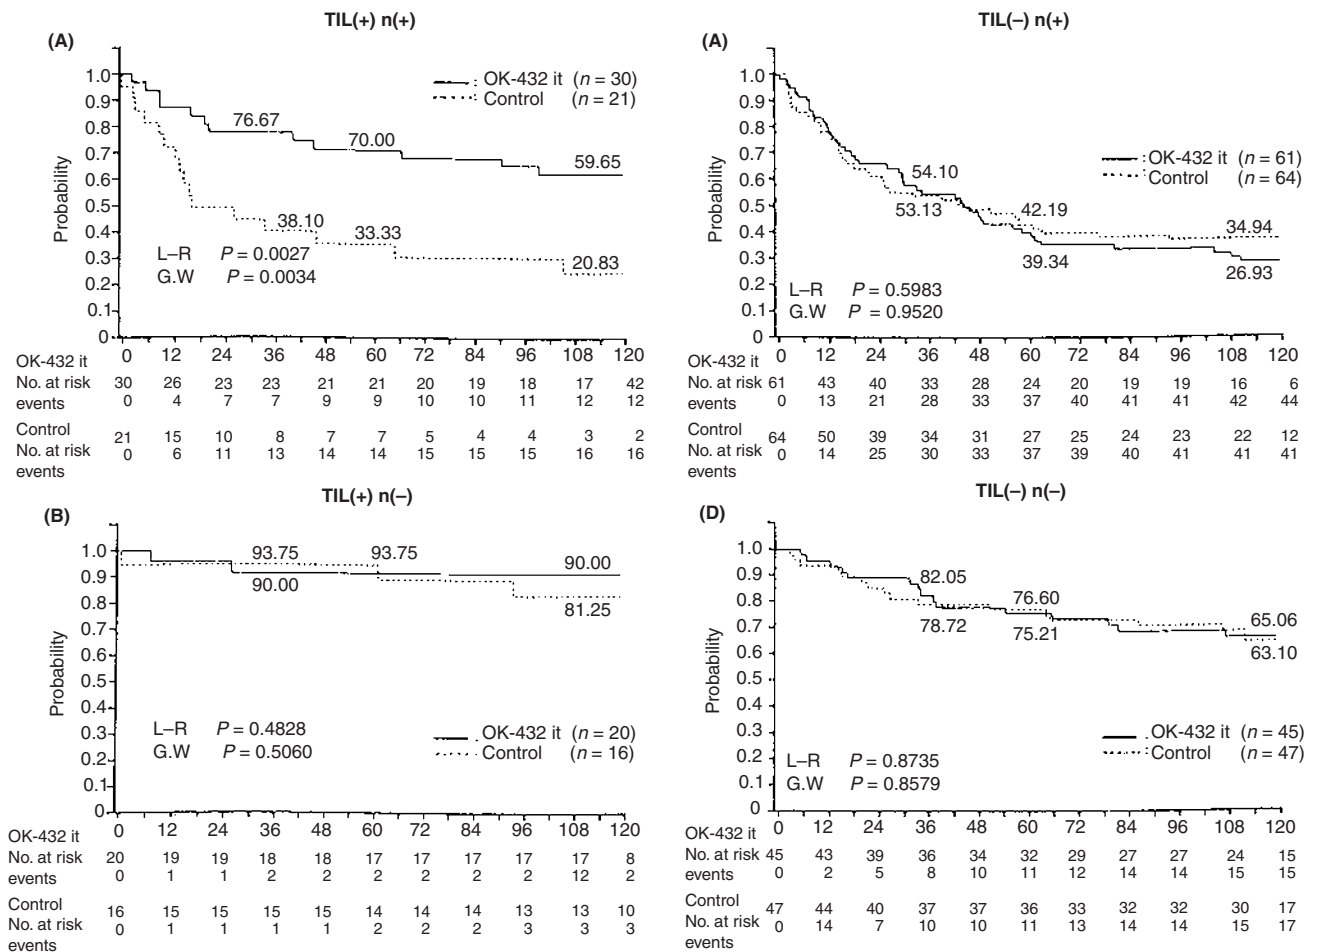 TIL(+) n(+)
(A)
Probability
1.0
0.9
0.8
0.7
0.6
0.5
0.4
0.3
0.2
0.1
0
OK-432 it (n = 30)
Control (n = 21)
76.67
70.00
59.65
38.10
33.33
20.83
L–R P = 0.0027
G.W P = 0.0034
0 12 24 36 48 60 72 84 96 108 120
OK-432 it
No. at risk 30 26 23 23 21 21 20 19 18 17 42
events 0 4 7 7 9 9 10 10 11 12 12
Control
No. at risk 21 15 10 8 7 7 5 4 4 3 2
events 0 6 11 13 14 14 15 15 15 16 16
TIL(–) n(+)
(A)
Probability
1.0
0.9
0.8
0.7
0.6
0.5
0.4
0.3
0.2
0.1
0
OK-432 it (n = 61)
Control (n = 64)
54.10
53.13
42.19
39.34
34.94
26.93
L–R P = 0.5983
G.W P = 0.9520
0 12 24 36 48 60 72 84 96 108 120
OK-432 it
No. at risk 61 43 40 33 28 24 20 19 19 16 6
events 0 13 21 28 33 37 40 41 41 42 44
Control
No. at risk 64 50 39 34 31 27 25 24 23 22 12
events 0 14 25 30 33 37 39 40 41 41 41
TIL(+) n(–)
(B)
Probability
1.0
0.9
0.8
0.7
0.6
0.5
0.4
0.3
0.2
0.1
0
93.75
93.75
90.00
90.00
81.25
L–R P = 0.4828
G.W P = 0.5060
OK-432 it (n = 20)
Control (n = 16)
0 12 24 36 48 60 72 84 96 108 120
OK-432 it
No. at risk 20 19 19 18 18 17 17 17 17 17 8
events 0 1 1 2 2 2 2 2 2 12 2
Control
No. at risk 16 15 15 15 15 14 14 14 13 13 10
events 0 1 1 1 1 2 2 2 3 3 3
TIL(–) n(–)
(D)
Probability
1.0
0.9
0.8
0.7
0.6
0.5
0.4
0.3
0.2
0.1
0
82.05
78.72
76.60
75.21
65.06
63.10
L–R P = 0.8735
G.W P = 0.8579
OK-432 it (n = 45)
Control (n = 47)
0 12 24 36 48 60 72 84 96 108 120
OK-432 it
No. at risk 45 43 39 36 34 32 29 27 27 24 15
events 0 2 5 8 10 11 12 14 14 15 15
Control
No. at risk 47 44 40 37 37 36 33 32 32 30 17
events 0 14 7 10 10 11 13 14 14 15 17